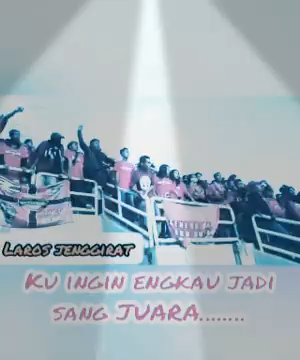 LAROS JENGGIRAT
KU INGIN ENGKAU JADI
SANG JUARA........